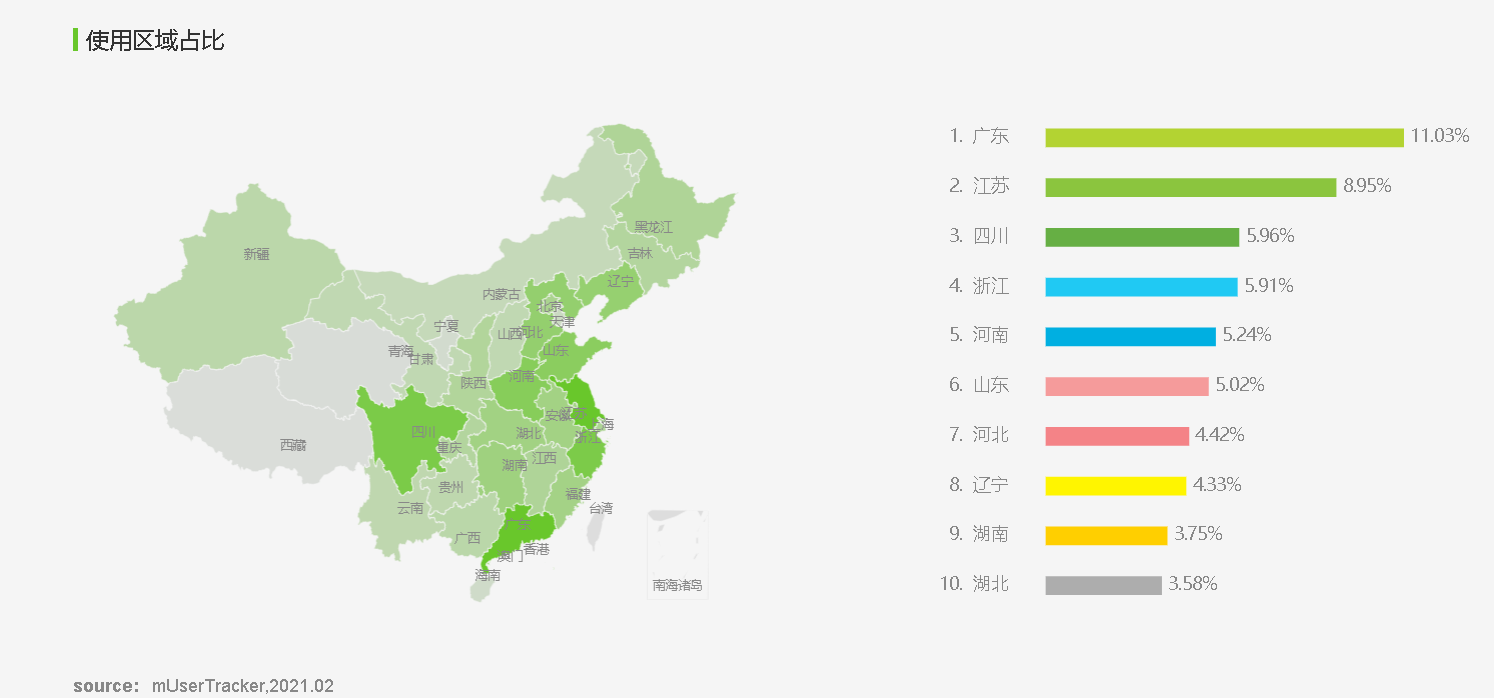 使用区域占比
黑龙江
吉林
新疆
辽宁
内蒙古
北京
天津
宁夏
山西
河北
青海
甘肃
山东
陕西
河南
安徽
江苏
上海
四川
湖北
浙江
西藏
重庆
湖南
江西
贵州
福建
云南
台湾
广东
广西
香港
澳门
海南
南海诸岛
1. 广东 11.03%
2. 江苏 8.95%
3. 四川 5.96%
4. 浙江 5.91%
5. 河南 5.24%
6. 山东 5.02%
7. 河北 4.42%
8. 辽宁 4.33%
9. 湖南 3.75%
10. 湖北 3.58%
source: mUserTracker,2021.02